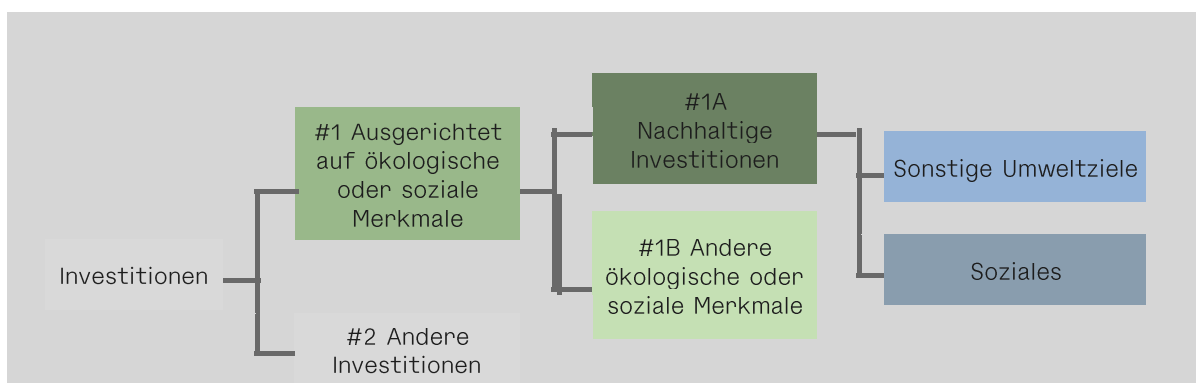 Investitionen
#1 Ausgerichtet
auf ökologische
oder soziale
Merkmale
#2 Andere
Investitionen
#1A
Nachhaltige
Investitionen
#1B Andere
ökologische oder
soziale Merkmale
Sonstige Umweltziele
Soziales